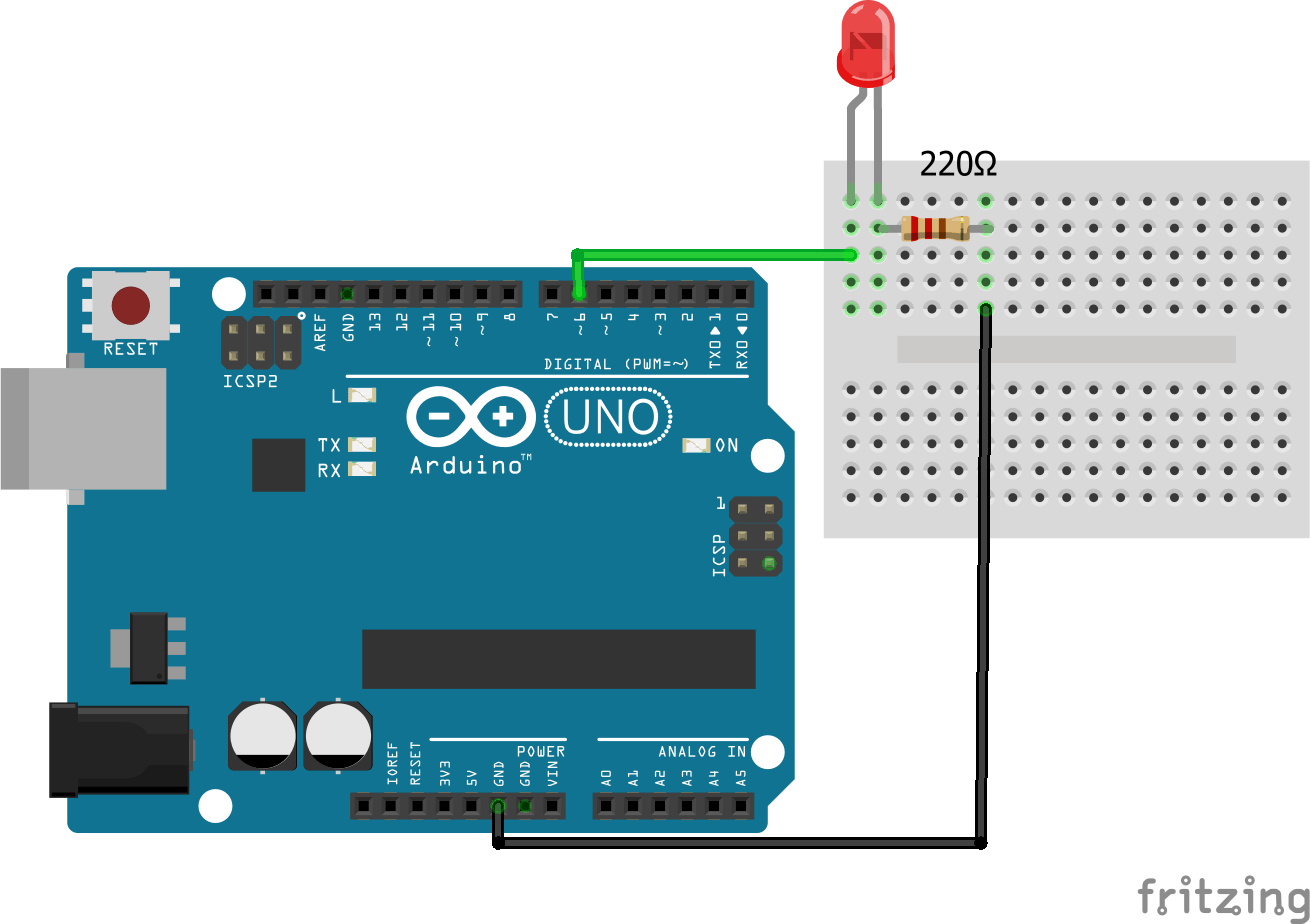 220Ω
RESET
ICSP2
AREF
GND
13
12
~11
~10
~9
8
7
~6
~5
4
~3
2
TX0▶1
RX0◀0
DIGITAL (PWM=~)
L
TX
RX
Arduino™
UNO
ON
1
ICSP
IOREF
RESET
3V3
5V
GND
GND
VIN
POWER
ANALOG IN
A0
A1
A2
A3
A4
A5
fritzing